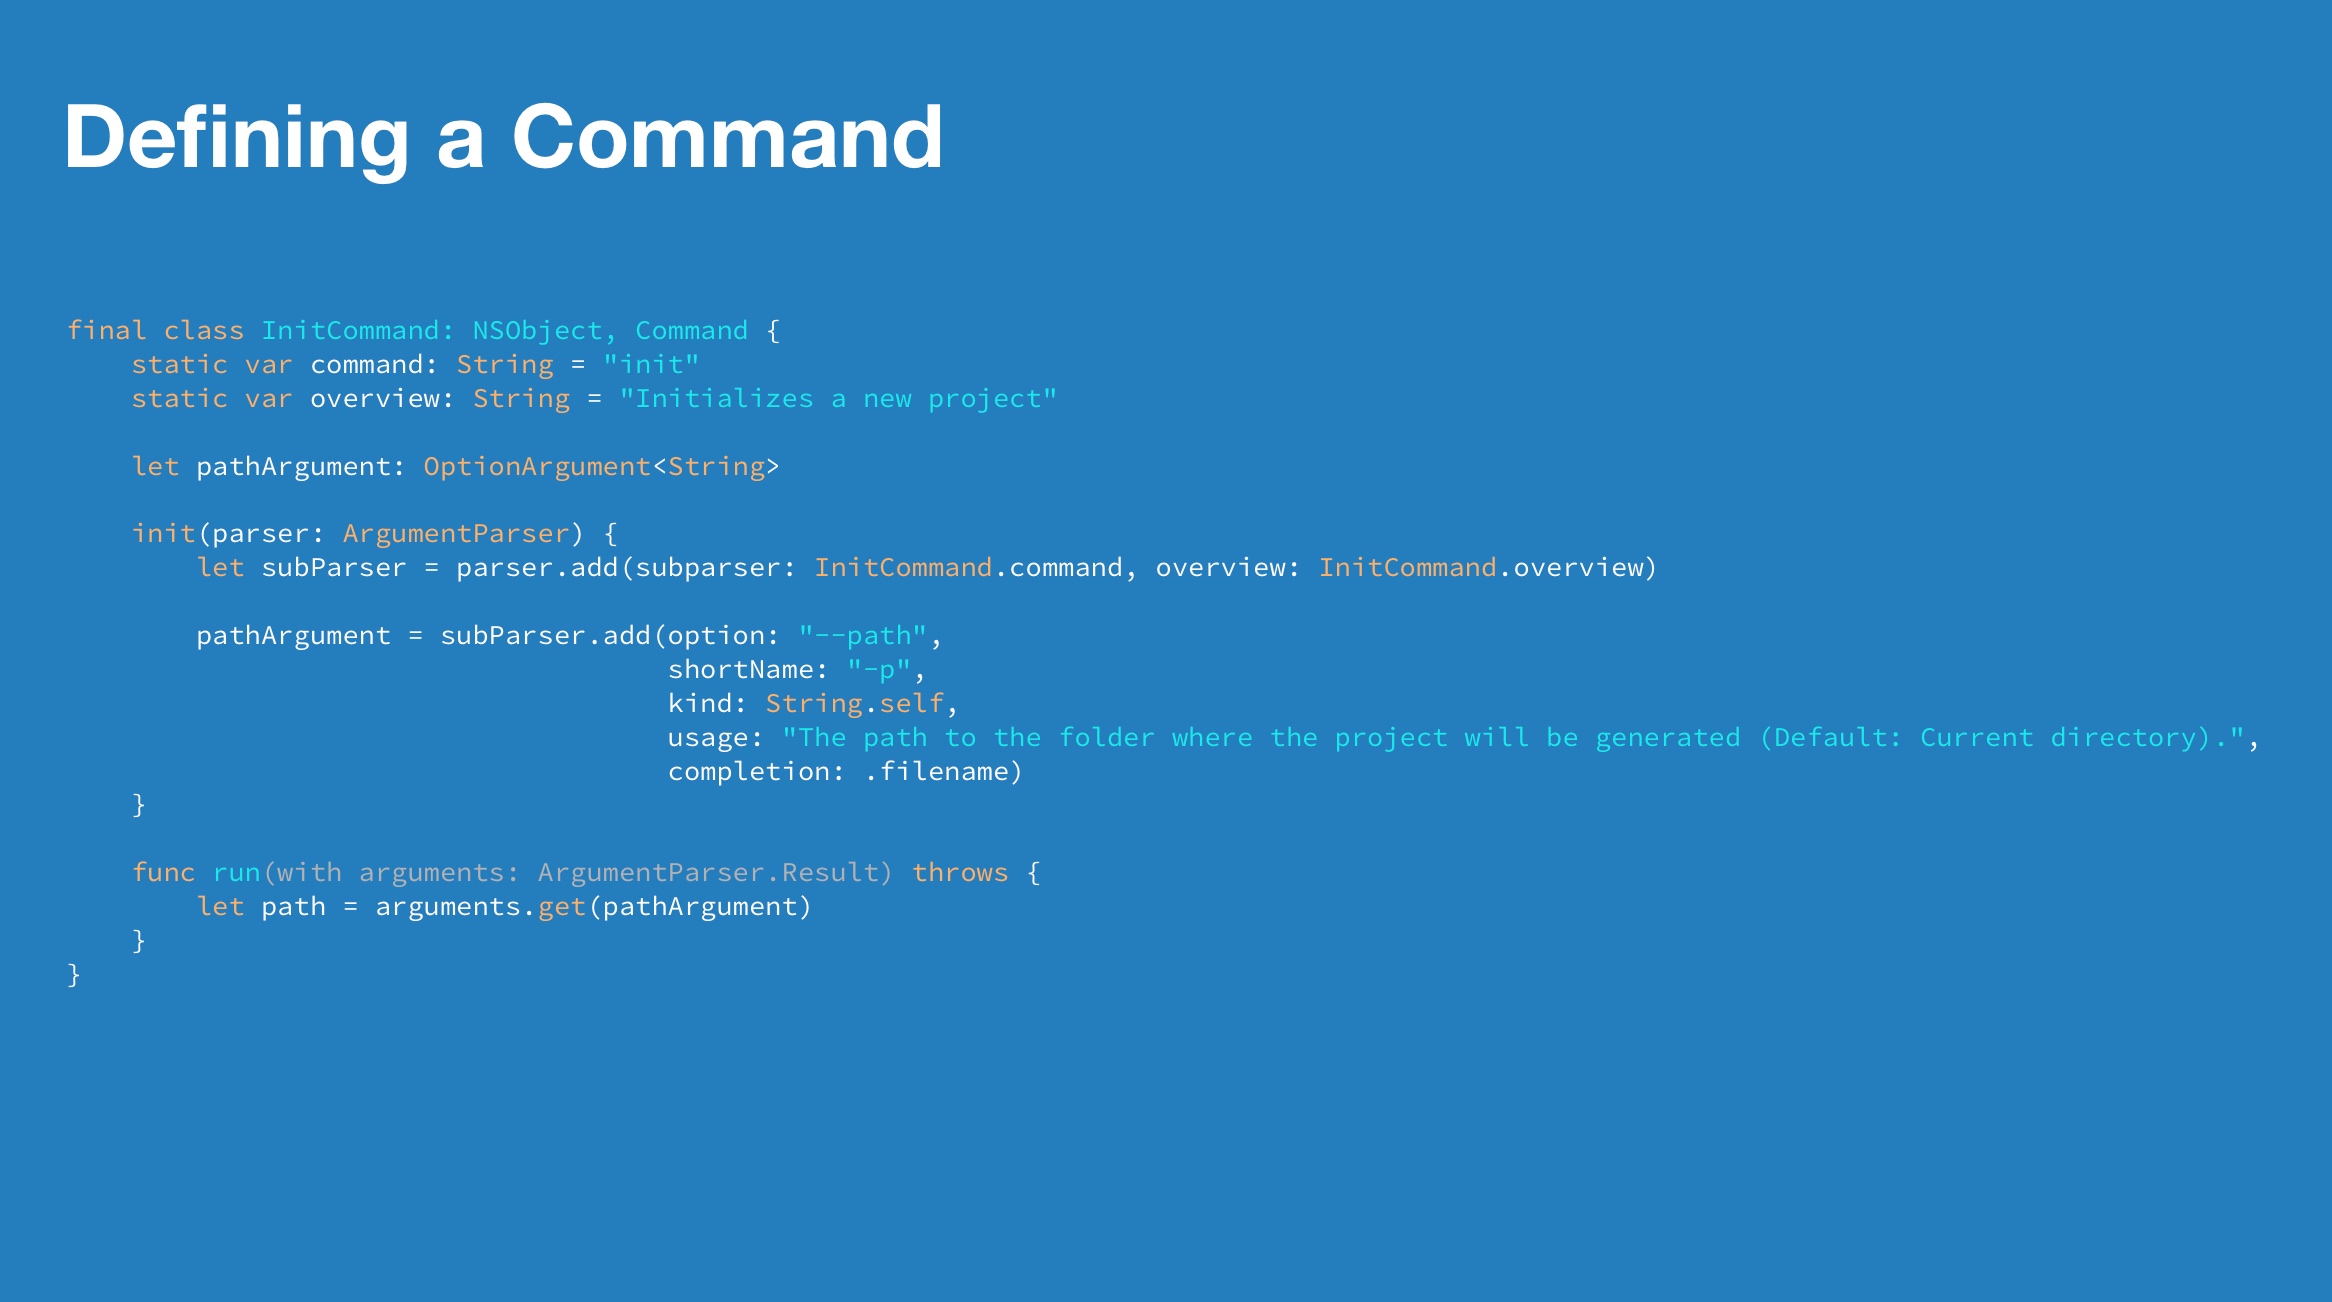 Defining a Command
final class InitCommand: NSObject, Command {
    static var command: String = "init"
    static var overview: String = "Initializes a new project"

    let pathArgument: OptionArgument<String>

    init(parser: ArgumentParser) {
        let subParser = parser.add(subparser: InitCommand.command, overview: InitCommand.overview)

        pathArgument = subParser.add(option: "--path",
                                     shortName: "-p",
                                     kind: String.self,
                                     usage: "The path to the folder where the project will be generated (Default: Current directory).",
                                     completion: .filename)
    }

    func run(with arguments: ArgumentParser.Result) throws {
        let path = arguments.get(pathArgument)
    }
}